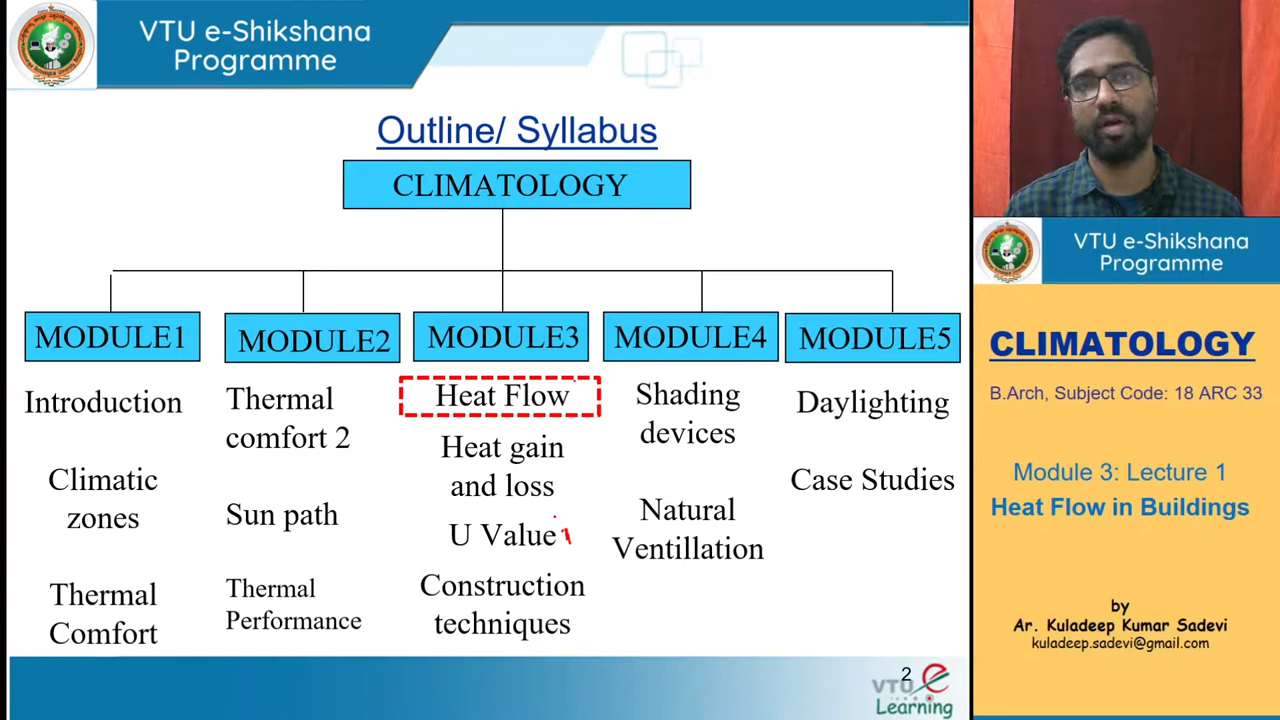 VTU e-Shikshana
Programme
Outline/ Syllabus
CLIMATOLOGY
MODULE1
MODULE2
MODULE3
MODULE4
MODULE5
Introduction
Climatic
zones
Thermal
Comfort
Thermal
comfort 2
Sun path
Thermal
Performance
Heat Flow
Heat gain
and loss
U Value
Construction
techniques
Shading
devices
Natural
Ventillation
Daylighting
Case Studies
2
VTU e
Learning
VTU e-Shikshana
Programme
CLIMATOLOGY
B.Arch, Subject Code: 18 ARC 33
Module 3: Lecture 1
Heat Flow in Buildings
by
Ar. Kuladeep Kumar Sadevi
kuladeep.sadevi@gmail.com